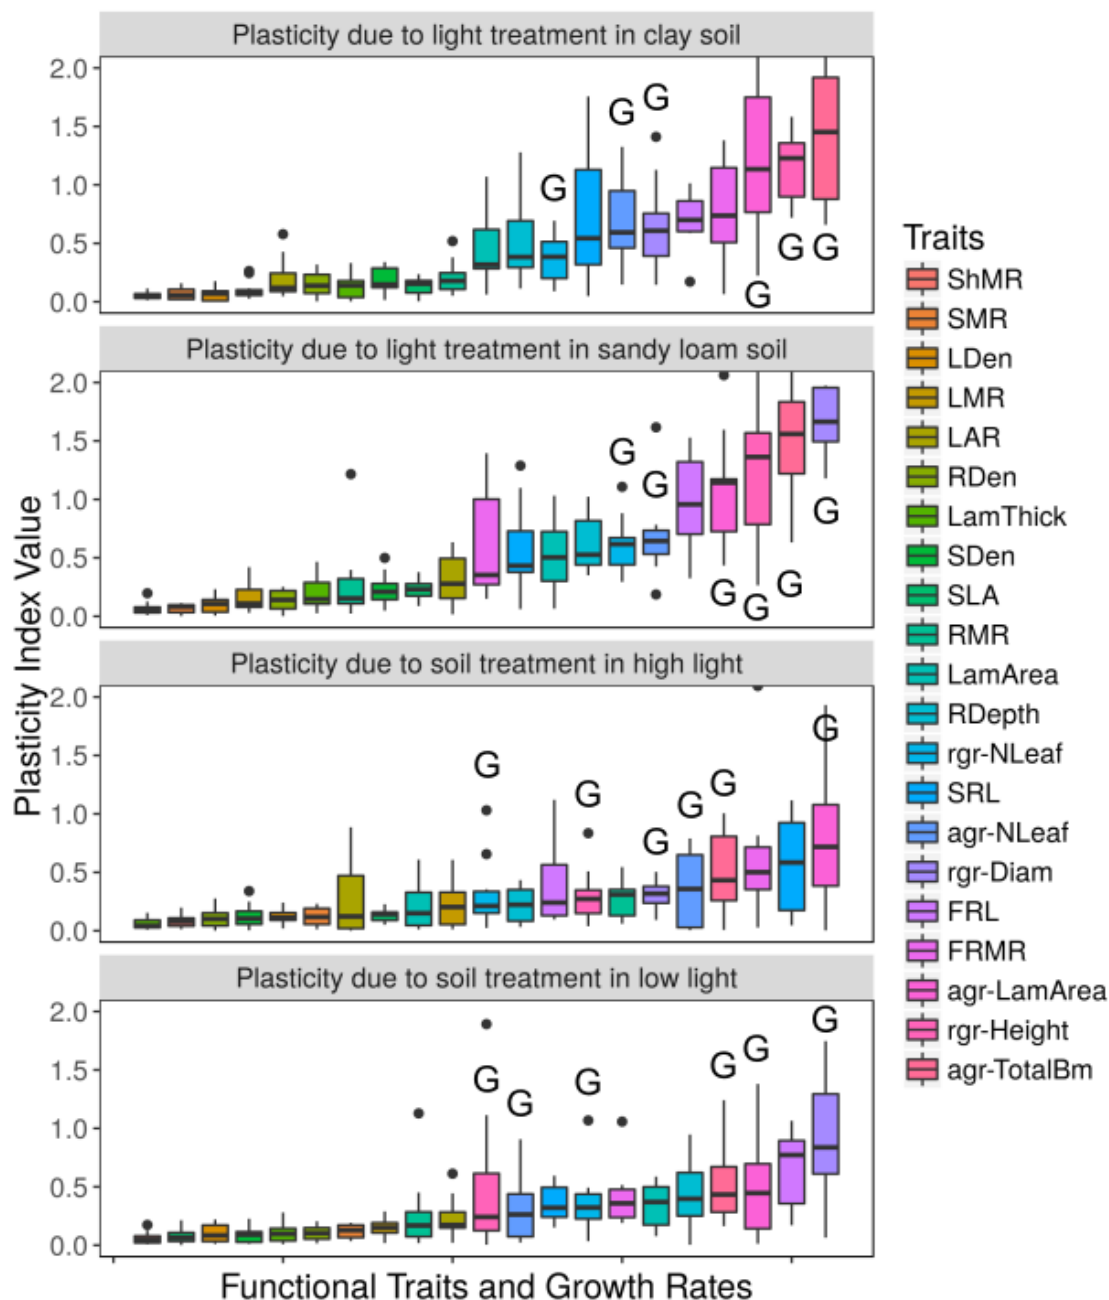 Plasticity due to light treatment in clay soil
2.0
1.5
1.0
0.5
0.0
G
G
G
G
G
G
Plasticity due to light treatment in sandy loam soil
2.0
1.5
1.0
0.5
0.0
G
G
G
G
G
G
Plasticity due to soil treatment in high light
2.0
1.5
1.0
0.5
0.0
G
G
G
G
G
G
Plasticity due to soil treatment in low light
2.0
1.5
1.0
0.5
0.0
G
G
G
G
G
G
Plasticity Index Value
Functional Traits and Growth Rates
Traits
ShMR
SMR
LDen
LMR
LAR
RDen
LamThick
SDen
SLA
RMR
LamArea
RDepth
rgr-NLeaf
SRL
agr-NLeaf
rgr-Diam
FRL
FRMR
agr-LamArea
rgr-Height
agr-TotalBm